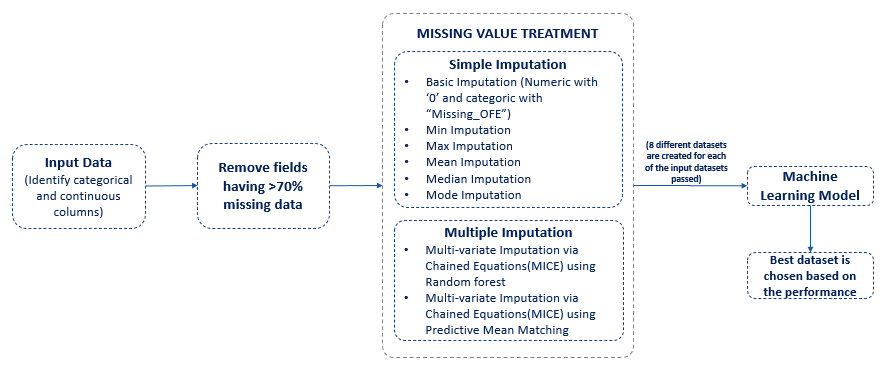 Input Data
(Identify categorical
and continuous
columns)
Remove fields
having >70%
missing data
MISSING VALUE TREATMENT
Simple Imputation
• Basic Imputation (Numeric with
‘0’ and categoric with
“Missing_OFE”)
• Min Imputation
• Max Imputation
• Mean Imputation
• Median Imputation
• Mode Imputation
Multiple Imputation
• Multi-variate Imputation via
Chained Equations(MICE) using
Random forest
• Multi-variate Imputation via
Chained Equations(MICE) using
Predictive Mean Matching
(8 different datasets
are created for each
of the input datasets
passed)
Machine
Learning Model
Best dataset is
chosen based on
the performance